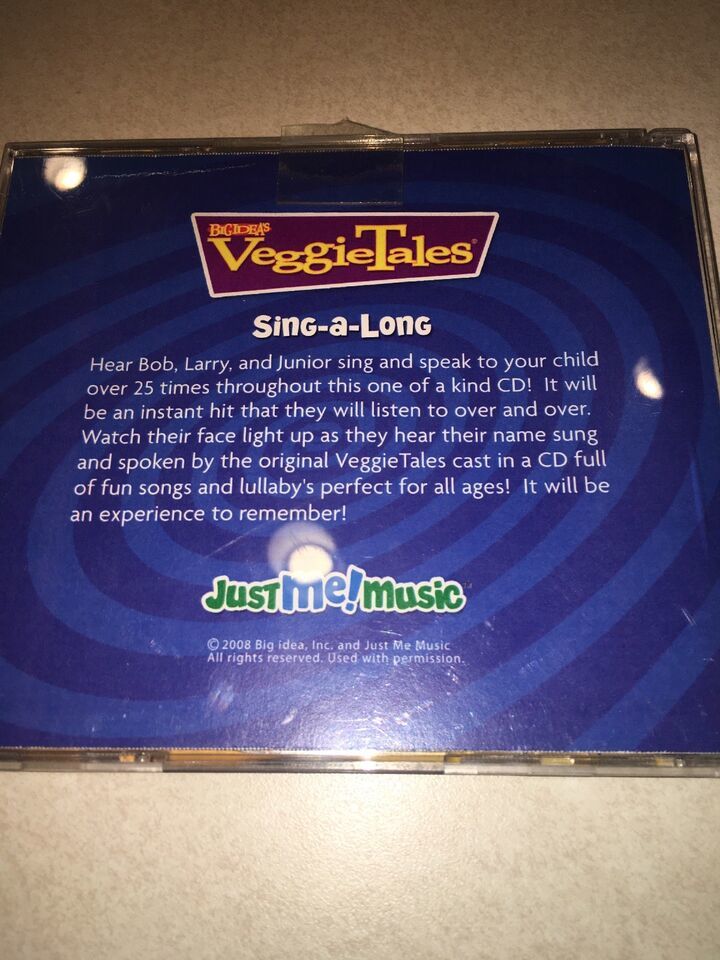 BIG IDEA'S
VeggieTales®
Sing-a-Long
Hear Bob, Larry, and Junior sing and speak to your child
over 25 times throughout this one of a kind CD! It will
be an instant hit that they will listen to over and over.
Watch their face light up as they hear their name sung
and spoken by the original VeggieTales cast in a CD full
of fun songs and lullaby's perfect for all ages! It will be
an experience to remember!
Just me! music™
© 2008 Big idea, Inc. and Just Me Music
All rights reserved. Used with permission.